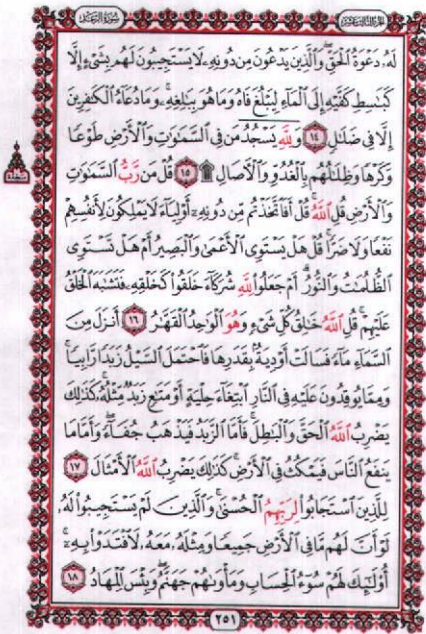 الجزء الثالث عشر
سورة الرعد
لَهُۥ دَعْوَةُ ٱلْحَقِّ ۖ وَٱلَّذِينَ يَدْعُونَ مِن دُونِهِۦ لَا يَسْتَجِيبُونَ لَهُم بِشَىْءٍ إِلَّا
كَبَٰسِطِ كَفَّيْهِ إِلَى ٱلْمَآءِ لِيَبْلُغَ فَاهُ وَمَا هُوَ بِبَٰلِغِهِۦ ۚ وَمَا دُعَآءُ ٱلْكَٰفِرِينَ
إِلَّا فِى ضَلَٰلٍ ١٤ وَلِلَّهِ يَسْجُدُ مَن فِى ٱلسَّمَٰوَٰتِ وَٱلْأَرْضِ طَوْعًا
وَكَرْهًا وَظِلَٰلُهُم بِٱلْغُدُوِّ وَٱلْءَاصَالِ ۩ ١٥ قُلْ مَن رَّبُّ ٱلسَّمَٰوَٰتِ
وَٱلْأَرْضِ قُلِ ٱللَّهُ ۚ قُلْ أَفَٱتَّخَذْتُم مِّن دُونِهِۦٓ أَوْلِيَآءَ لَا يَمْلِكُونَ لِأَنفُسِهِمْ
نَفْعًا وَلَا ضَرًّا ۚ قُلْ هَلْ يَسْتَوِى ٱلْأَعْمَىٰ وَٱلْبَصِيرُ أَمْ هَلْ تَسْتَوِى
ٱلظُّلُمَٰتُ وَٱلنُّورُ ۗ أَمْ جَعَلُوا۟ لِلَّهِ شُرَكَآءَ خَلَقُوا۟ كَخَلْقِهِۦ فَتَشَٰبَهَ ٱلْخَلْقُ
عَلَيْهِمْ ۚ قُلِ ٱللَّهُ خَٰلِقُ كُلِّ شَىْءٍ وَهُوَ ٱلْوَٰحِدُ ٱلْقَهَّٰرُ ١٦ أَنزَلَ مِنَ
ٱلسَّمَآءِ مَآءً فَسَالَتْ أَوْدِيَةٌۢ بِقَدَرِهَا فَٱحْتَمَلَ ٱلسَّيْلُ زَبَدًا رَّابِيًا ۚ
وَمِمَّا يُوقِدُونَ عَلَيْهِ فِى ٱلنَّارِ ٱبْتِغَآءَ حِلْيَةٍ أَوْ مَتَٰعٍ زَبَدٌ مِّثْلُهُۥ ۚ كَذَٰلِكَ
يَضْرِبُ ٱللَّهُ ٱلْحَقَّ وَٱلْبَٰطِلَ ۚ فَأَمَّا ٱلزَّبَدُ فَيَذْهَبُ جُفَآءً ۖ وَأَمَّا مَا
يَنفَعُ ٱلنَّاسَ فَيَمْكُثُ فِى ٱلْأَرْضِ ۚ كَذَٰلِكَ يَضْرِبُ ٱللَّهُ ٱلْأَمْثَالَ ١٧
لِلَّذِينَ ٱسْتَجَابُوا۟ لِرَبِّهِمُ ٱلْحُسْنَىٰ ۚ وَٱلَّذِينَ لَمْ يَسْتَجِيبُوا۟ لَهُۥ
لَوْ أَنَّ لَهُم مَّا فِى ٱلْأَرْضِ جَمِيعًا وَمِثْلَهُۥ مَعَهُۥ لَٱفْتَدَوْا۟ بِهِۦٓ ۚ
أُو۟لَٰٓئِكَ لَهُمْ سُوٓءُ ٱلْحِسَابِ وَمَأْوَىٰهُمْ جَهَنَّمُ ۖ وَبِئْسَ ٱلْمِهَادُ ١٨
٢٥١